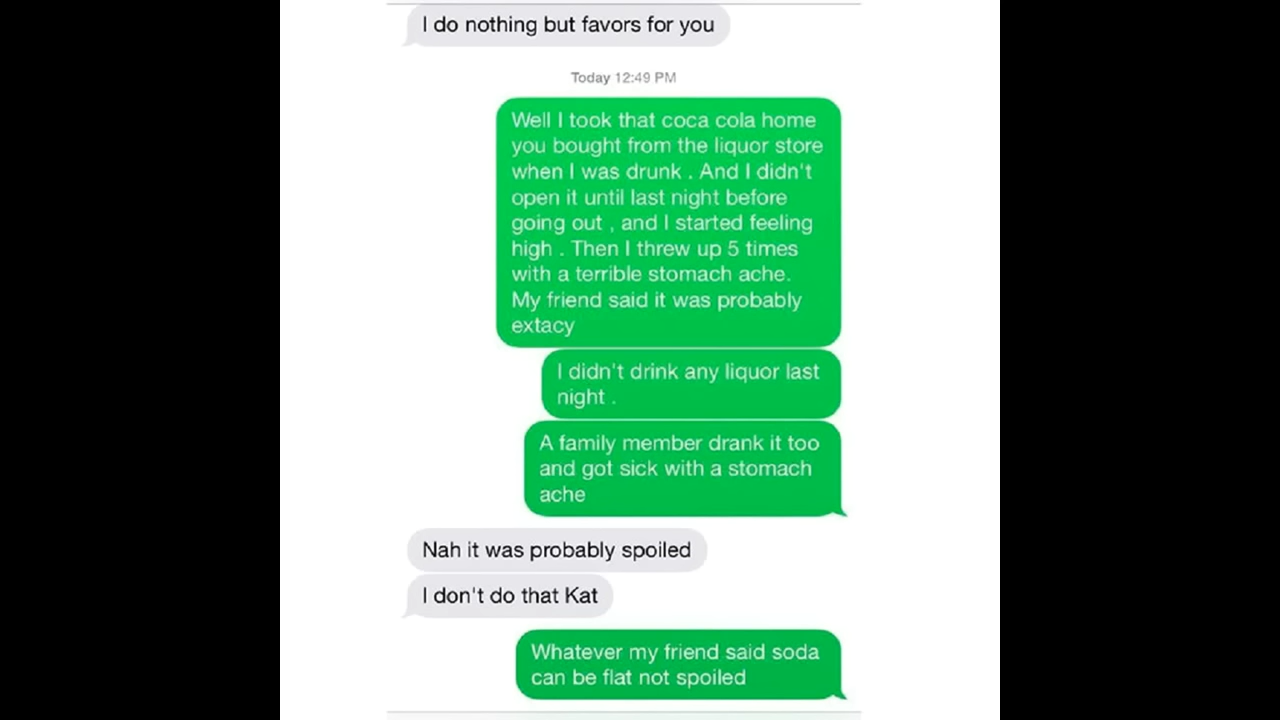 I do nothing but favors for you
Today 12:49 PM
Well I took that coca cola home
you bought from the liquor store
when I was drunk . And I didn't
open it until last night before
going out , and I started feeling
high . Then I threw up 5 times
with a terrible stomach ache.
My friend said it was probably
extacy
I didn't drink any liquor last
night .
A family member drank it too
and got sick with a stomach
ache
Nah it was probably spoiled
I don't do that Kat
Whatever my friend said soda
can be flat not spoiled